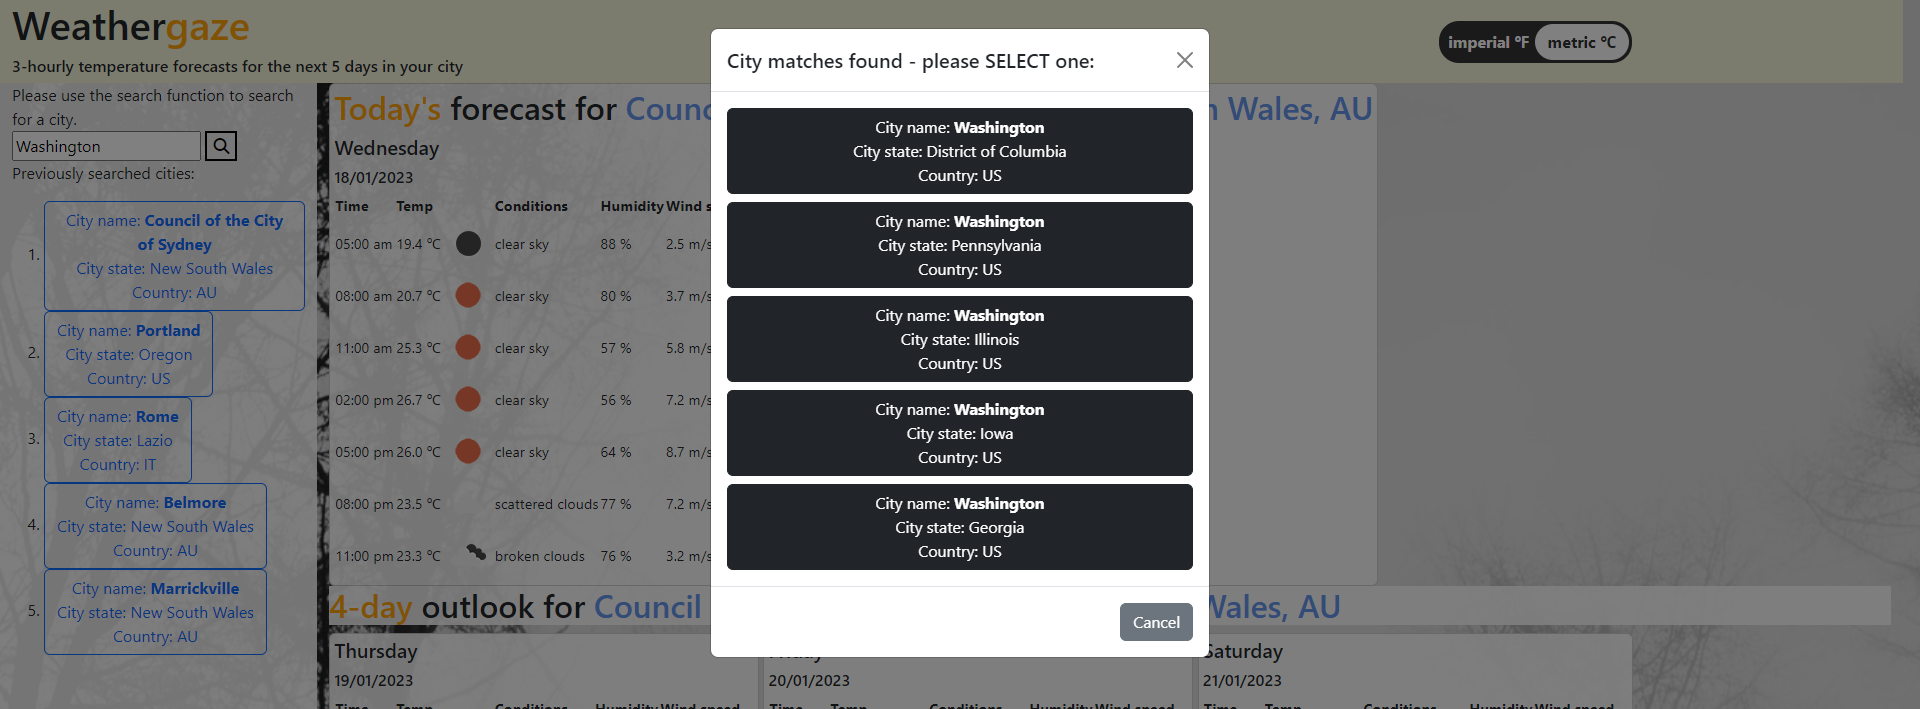 Weathergaze
3-hourly temperature forecasts for the next 5 days in your city
imperial °F metric °C
Please use the search function to search
for a city.
Washington
Previously searched cities:
1.
City name: Council of the City
of Sydney
City state: New South Wales
Country: AU
2.
City name: Portland
City state: Oregon
Country: US
3.
City name: Rome
City state: Lazio
Country: IT
4.
City name: Belmore
City state: New South Wales
Country: AU
5.
City name: Marrickville
City state: New South Wales
Country: AU
Today's forecast for Wales, AU
Wednesday
18/01/2023
Time Temp Conditions Humidity Wind
05:00 am 19.4 °C clear sky 88 % 2.5 m/s
08:00 am 20.7 °C clear sky 80 % 3.7 m/s
11:00 am 25.3 °C clear sky 57 % 5.8 m/s
02:00 pm 26.7 °C clear sky 56 % 7.2 m/s
05:00 pm 26.0 °C clear sky 64 % 8.7 m/s
08:00 pm 23.5 °C scattered clouds 77 % 7.2 m/s
11:00 pm 23.3 °C broken clouds 76 % 3.2 m/s
4-day outlook for Council Wales, AU
Thursday
19/01/2023
Time Temp Conditions Humidity Wind speed
20/01/2023
Time Temp Conditions Humidity Wind speed
Saturday
21/01/2023
Time Temp Conditions Humidity Wind speed
City matches found - please SELECT one:
City name: Washington
City state: District of Columbia
Country: US
City name: Washington
City state: Pennsylvania
Country: US
City name: Washington
City state: Illinois
Country: US
City name: Washington
City state: Iowa
Country: US
City name: Washington
City state: Georgia
Country: US
Cancel